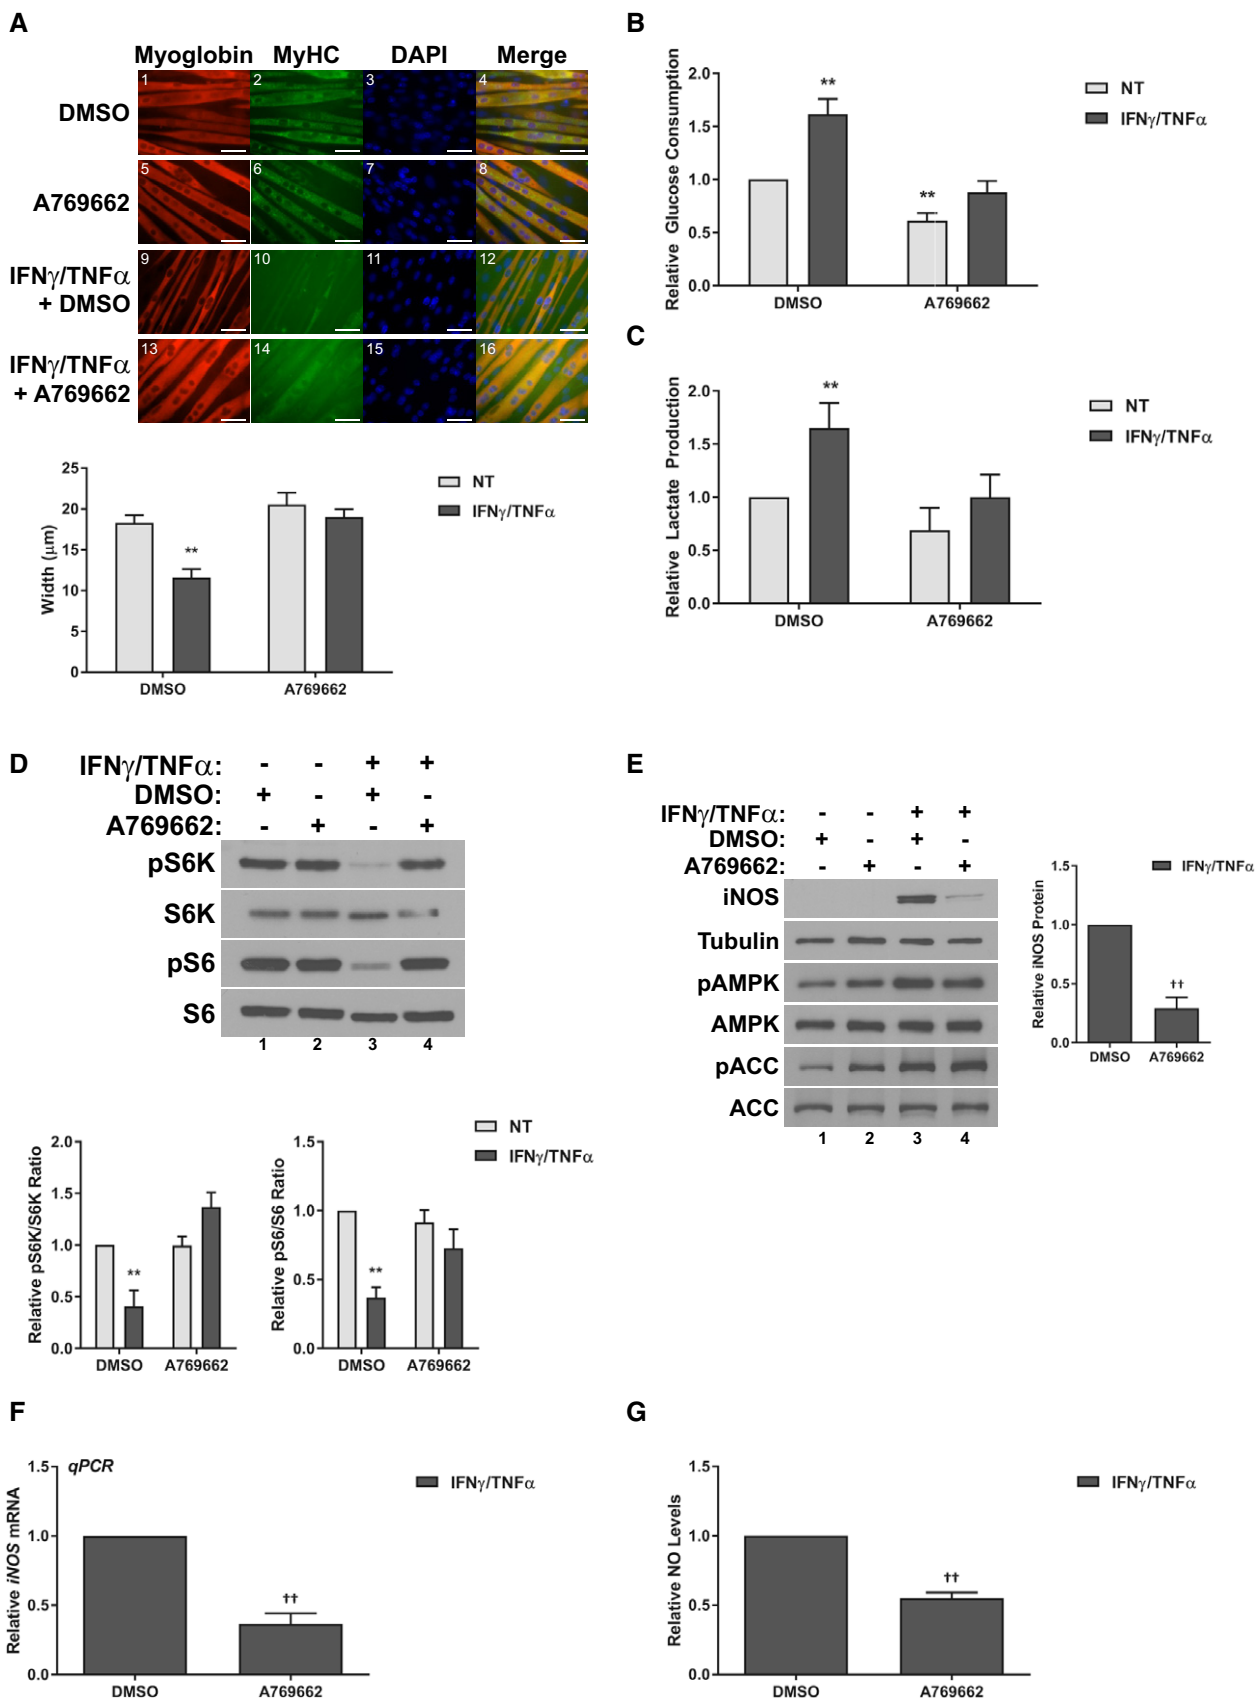 A
Myoglobin MyHC DAPI Merge
DMSO 1 2 3 4
A769662 5 6 7 8
IFNγ/TNFα + DMSO 9 10 11 12
IFNγ/TNFα + A769662 13 14 15 16
25
20
15
10
5
0
Width (μm)
**
DMSO A769662
NT
IFNγ/TNFα
B
Relative Glucose Consumption
2.0
1.5
1.0
0.5
0.0
**
**
DMSO A769662
NT
IFNγ/TNFα
C
Relative Lactate Production
2.0
1.5
1.0
0.5
0.0
**
DMSO A769662
NT
IFNγ/TNFα
D
IFNγ/TNFα: - - + +
DMSO: + - + -
A769662: - + - +
pS6K
S6K
pS6
S6
1 2 3 4
Relative pS6K/S6K Ratio
2.0
1.5
1.0
0.5
0.0
**
DMSO A769662
Relative pS6/S6 Ratio
1.5
1.0
0.5
0.0
**
DMSO A769662
NT
IFNγ/TNFα
E
IFNγ/TNFα: - - + +
DMSO: + - + -
A769662: - + - +
iNOS
Tubulin
pAMPK
AMPK
pACC
ACC
1 2 3 4
Relative iNOS Protein
1.5
1.0
0.5
0.0
††
DMSO A769662
IFNγ/TNFα
F
qPCR
Relative iNOS mRNA
1.5
1.0
0.5
0.0
††
DMSO A769662
IFNγ/TNFα
G
Relative NO Levels
1.5
1.0
0.5
0.0
††
DMSO A769662
IFNγ/TNFα